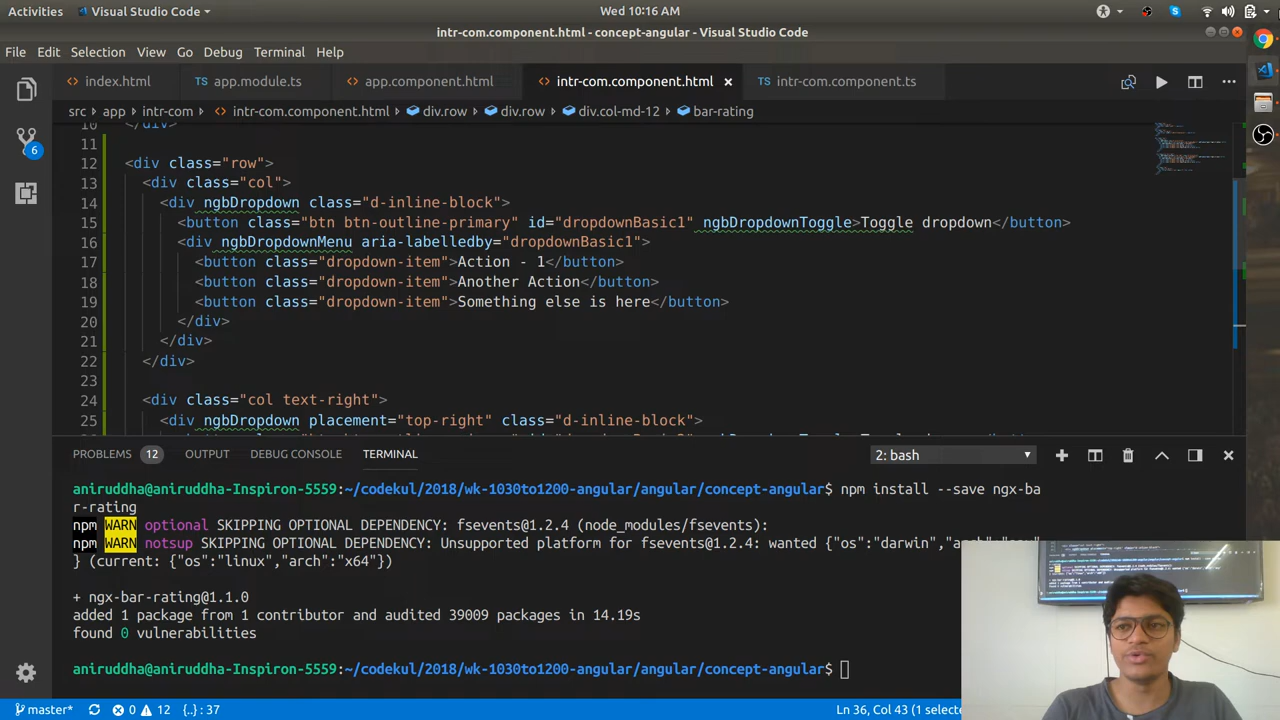 Activities Visual Studio Code Wed 10:16 AM
intr-com.component.html - concept-angular - Visual Studio Code
File Edit Selection View Go Debug Terminal Help
index.html app.module.ts app.component.html intr-com.component.html intr-com.component.ts
src app intr-com intr-com.component.html div.row div.row div.col-md-12 bar-rating
10 </div>
11
12 <div class="row">
13 <div class="col">
14 <div ngbDropdown class="d-inline-block">
15 <button class="btn btn-outline-primary" id="dropdownBasic1" ngbDropdownToggle>Toggle dropdown</button>
16 <div ngbDropdownMenu aria-labelledby="dropdownBasic1">
17 <button class="dropdown-item">Action - 1</button>
18 <button class="dropdown-item">Another Action</button>
19 <button class="dropdown-item">Something else is here</button>
20 </div>
21 </div>
22 </div>
23
24 <div class="col text-right">
25 <div ngbDropdown placement="top-right" class="d-inline-block">
PROBLEMS 12 OUTPUT DEBUG CONSOLE TERMINAL 2: bash
aniruddha@aniruddha-Inspiron-5559:~/codekul/2018/wk-1030to1200-angular/angular/concept-angular$ npm install --save ngx-ba
r-rating
npm WARN optional SKIPPING OPTIONAL DEPENDENCY: fsevents@1.2.4 (node_modules/fsevents):
npm WARN notsup SKIPPING OPTIONAL DEPENDENCY: Unsupported platform for fsevents@1.2.4: wanted {"os":"darwin",
} (current: {"os":"linux","arch":"x64"})
+ ngx-bar-rating@1.1.0
added 1 package from 1 contributor and audited 39009 packages in 14.19s
found 0 vulnerabilities
aniruddha@aniruddha-Inspiron-5559:~/codekul/2018/wk-1030to1200-angular/angular/concept-angular$
6
master* 0 12 {..} : 37 Ln 36, Col 43 (1 selecte